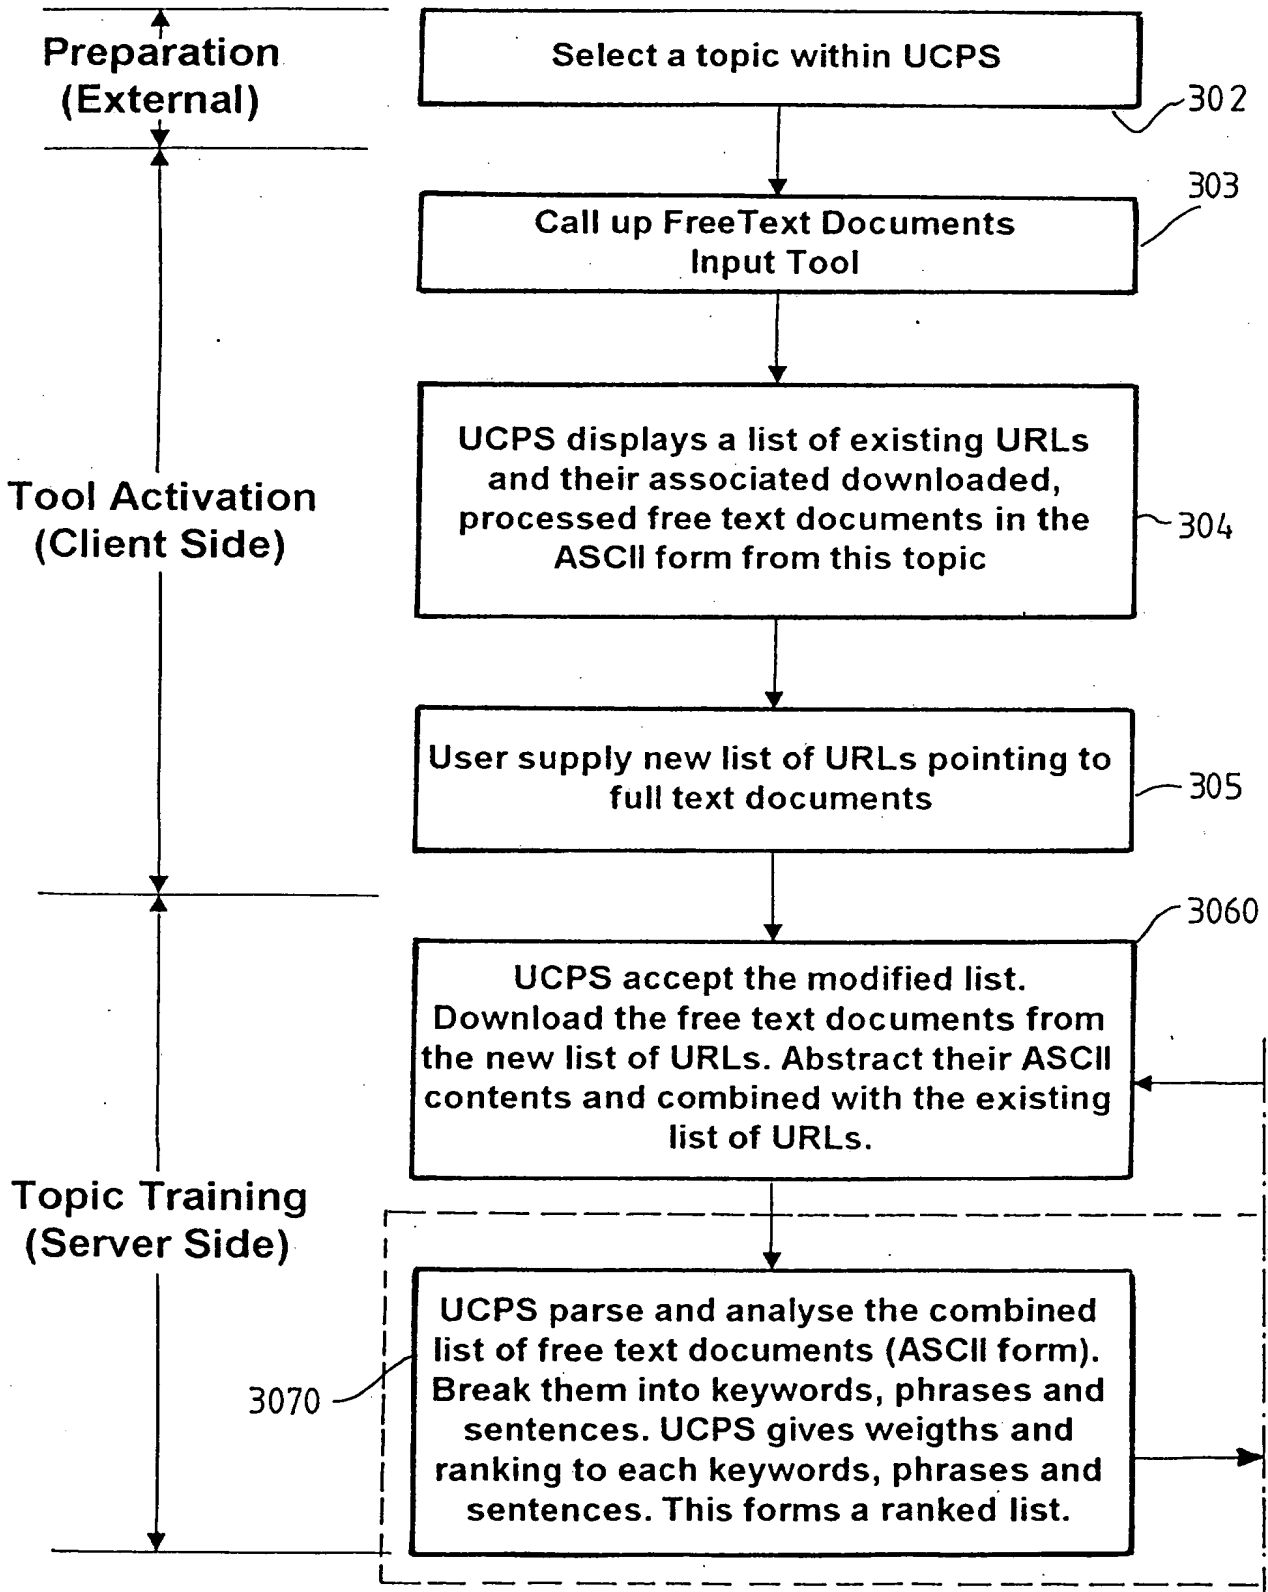 Preparation
(External)
Select a topic within UCPS
302
303
Call up FreeText Documents
Input Tool
Tool Activation
(Client Side)
UCPS displays a list of existing URLs
and their associated downloaded,
processed free text documents in the
ASCII form from this topic
304
User supply new list of URLs pointing to
full text documents
305
3060
UCPS accept the modified list.
Download the free text documents from
the new list of URLs. Abstract their ASCII
contents and combined with the existing
list of URLs.
Topic Training
(Server Side)
UCPS parse and analyse the combined
list of free text documents (ASCII form).
Break them into keywords, phrases and
sentences. UCPS gives weigths and
ranking to each keywords, phrases and
sentences. This forms a ranked list.
3070